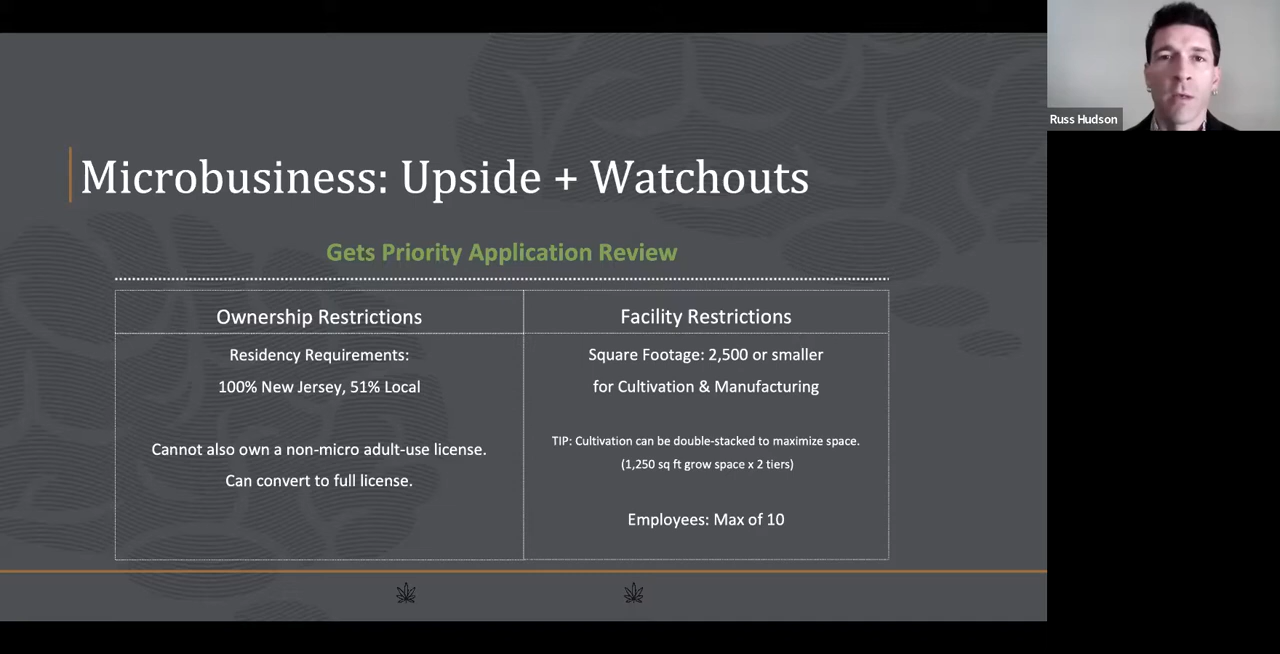 Microbusiness: Upside + Watchouts
Gets Priority Application Review
Ownership Restrictions
Residency Requirements:
100% New Jersey, 51% Local
Cannot also own a non-micro adult-use license.
Can convert to full license.
Facility Restrictions
Square Footage: 2,500 or smaller
for Cultivation & Manufacturing
TIP: Cultivation can be double-stacked to maximize space.
(1,250 sq ft grow space x 2 tiers)
Employees: Max of 10
Russ Hudson